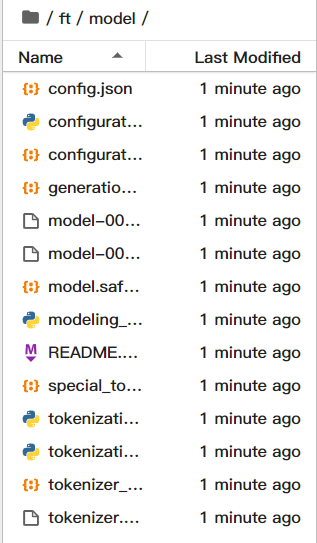 / ft / model /
Name Last Modified
config.json 1 minute ago
configurat... 1 minute ago
configurat... 1 minute ago
generatio... 1 minute ago
model-00... 1 minute ago
model-00... 1 minute ago
model.saf... 1 minute ago
modeling_... 1 minute ago
README.... 1 minute ago
special_to... 1 minute ago
tokenizati... 1 minute ago
tokenizati... 1 minute ago
tokenizer_... 1 minute ago
tokenizer.... 1 minute ago